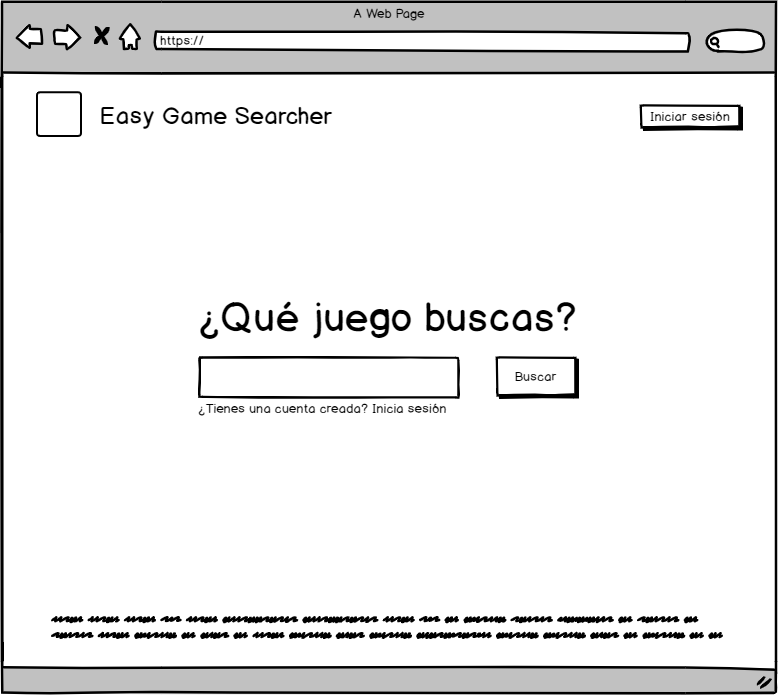 A Web Page
https://
Easy Game Searcher
Iniciar sesión
¿Qué juego buscas?
Buscar
¿Tienes una cuenta creada? Inicia sesión